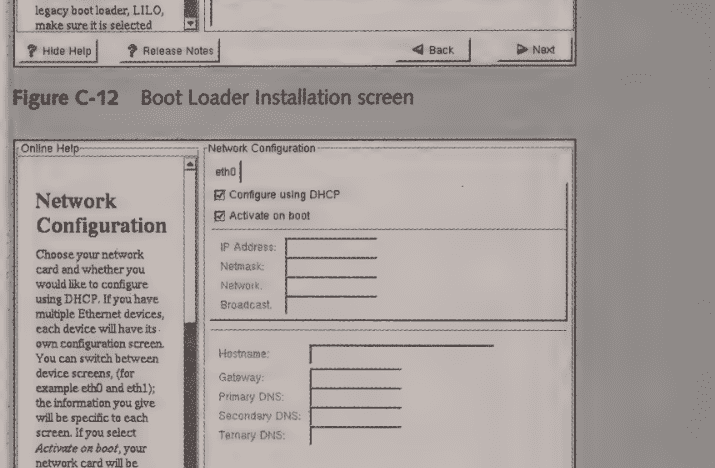 legacy boot loader, LILO,
make sure it is selected
? Hide Help
? Release Notes
Back
Next
Figure C-12 Boot Loader Installation screen
Online Help
Network
Configuration
Choose your network
card and whether you
would like to configure
using DHCP. If you have
multiple Ethernet devices,
each device will have its
own configuration screen.
You can switch between
device screens, (for
example eth0 and eth1);
the information you give
will be specific to each
screen. If you select
Activate on boot, your
network card will be
Network Configuration
eth0
Configure using DHCP
Activate on boot
IP Address:
Netmask:
Network:
Broadcast:
Hostname:
Gateway:
Primary DNS:
Secondary DNS:
Ternary DNS: